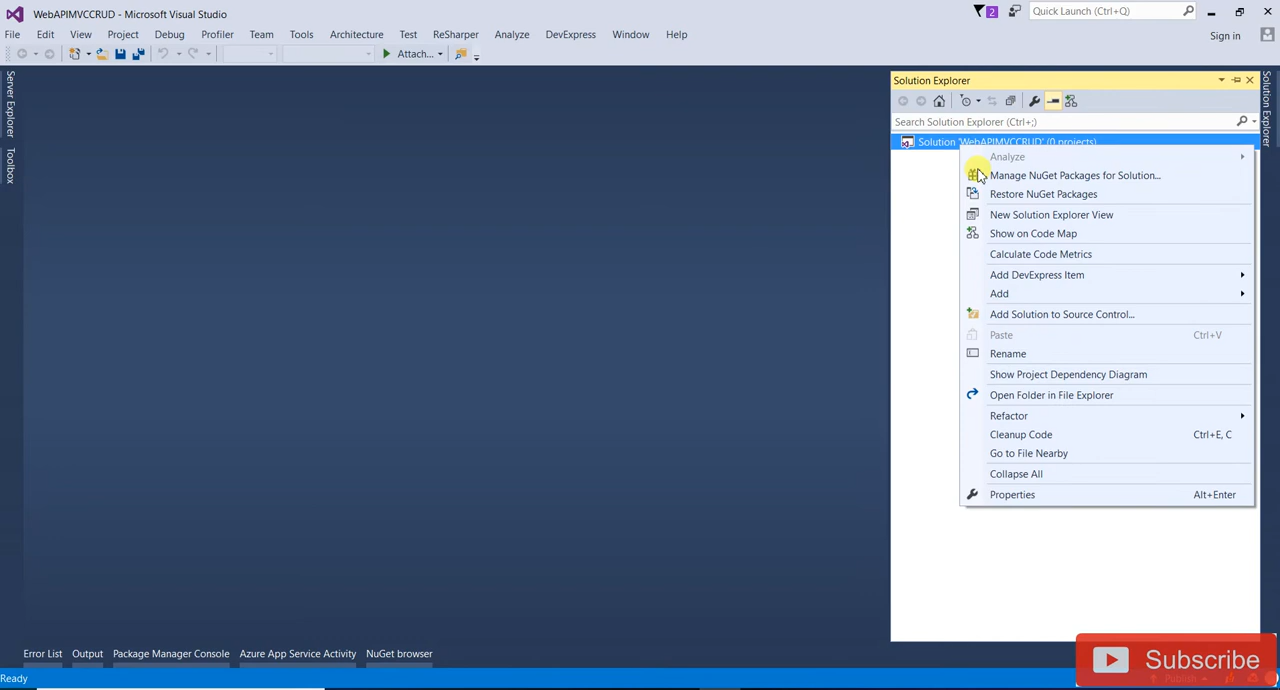 WebAPIMVCCRUD - Microsoft Visual Studio
2
Quick Launch (Ctrl+Q)
File Edit View Project Debug Profiler Team Tools Architecture Test ReSharper Analyze DevExpress Window Help
Sign in
Attach...
Server Explorer
Toolbox
Solution Explorer
Solution Explorer
Search Solution Explorer (Ctrl+;)
Solution 'WebAPIMVCCRUD' (0 projects)
Analyze
Manage NuGet Packages for Solution...
Restore NuGet Packages
New Solution Explorer View
Show on Code Map
Calculate Code Metrics
Add DevExpress Item
Add
Add Solution to Source Control...
Paste Ctrl+V
Rename
Show Project Dependency Diagram
Open Folder in File Explorer
Refactor
Cleanup Code Ctrl+E, C
Go to File Nearby
Collapse All
Properties Alt+Enter
Error List Output Package Manager Console Azure App Service Activity NuGet browser
Subscribe
Ready
Publish